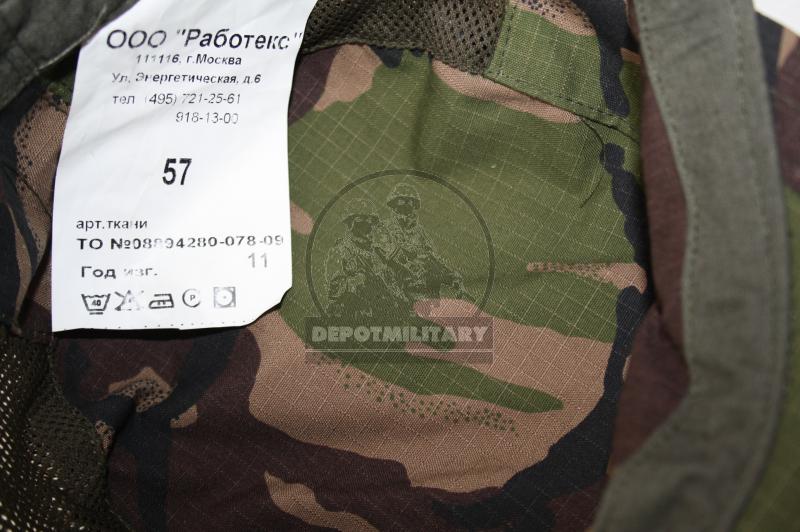 ООО "Работекс"
111116, г.Москва
Ул. Энергетическая, д.6
тел (495) 721-25-61
918-13-00
57
арт.ткани
ТО №08894280-078-09
Год изг. 11
40 P
DEPOTMILITARY